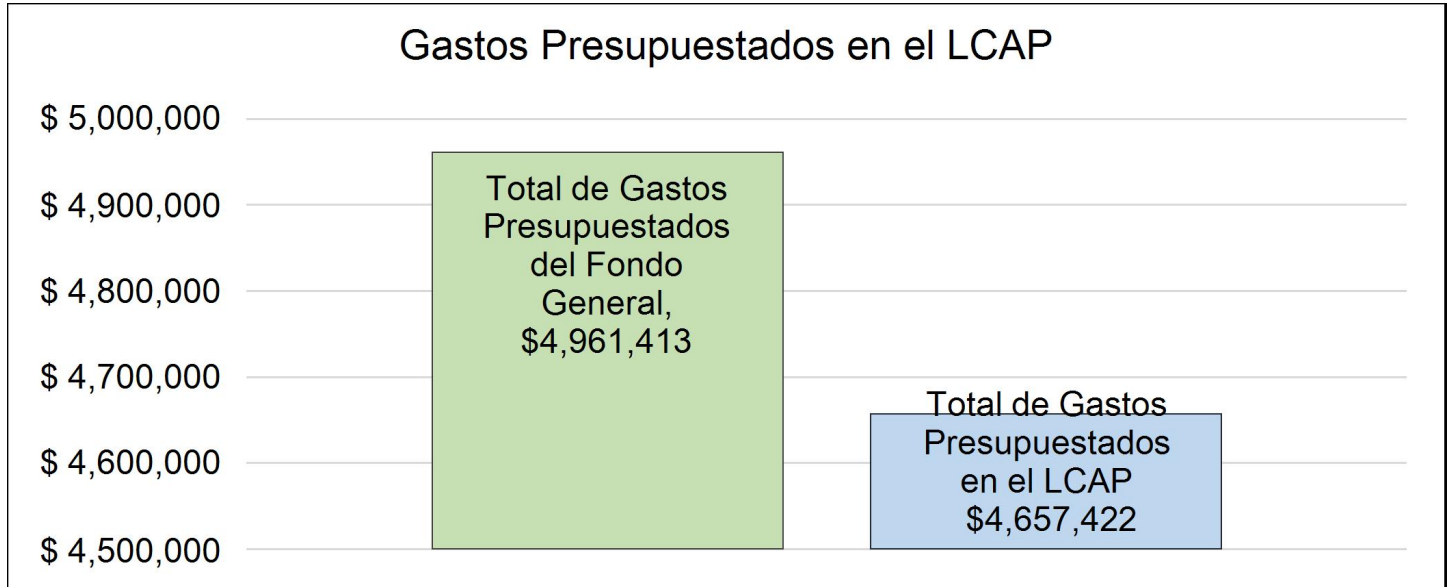 Gastos Presupuestados en el LCAP
$ 5,000,000
$ 4,900,000
$ 4,800,000
$ 4,700,000
$ 4,600,000
$ 4,500,000
Total de Gastos
Presupuestados
del Fondo
General,
$4,961,413
Total de Gastos
Presupuestados
en el LCAP
$4,657,422